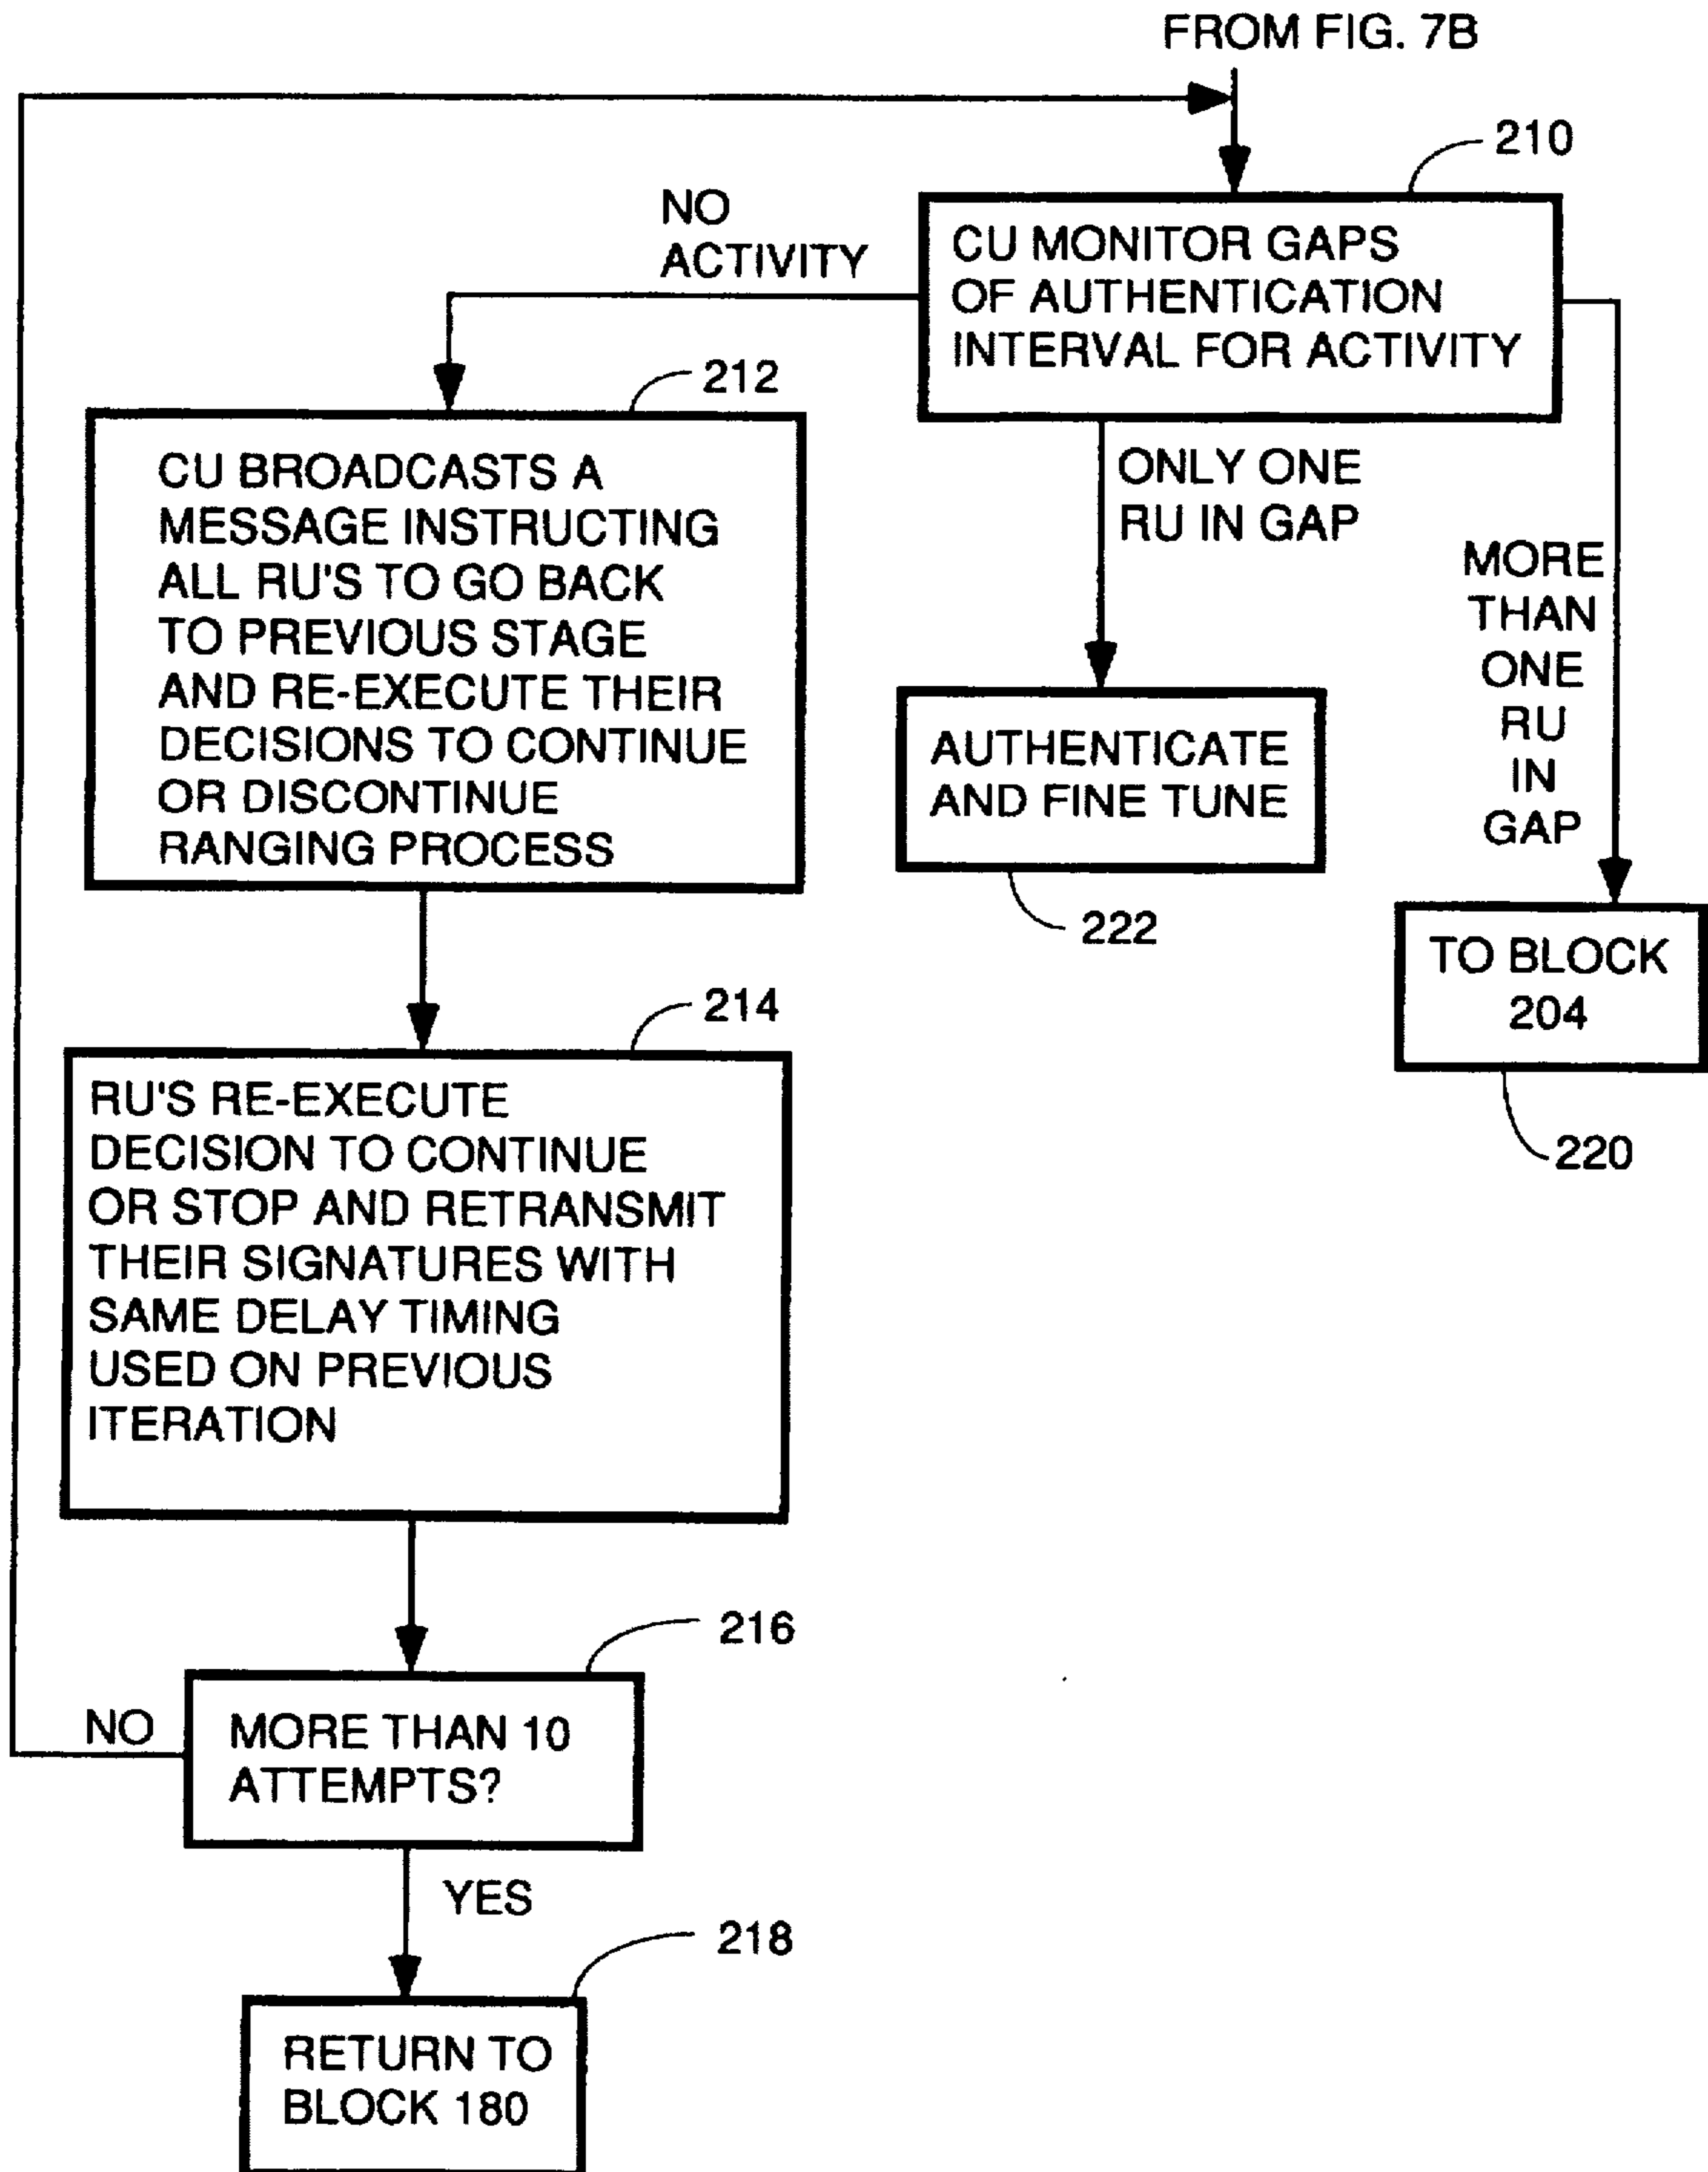 FROM FIG. 7B
210
NO
ACTIVITY
CU MONITOR GAPS
OF AUTHENTICATION
INTERVAL FOR ACTIVITY
212
CU BROADCASTS A
MESSAGE INSTRUCTING
ALL RU'S TO GO BACK
TO PREVIOUS STAGE
AND RE-EXECUTE THEIR
DECISIONS TO CONTINUE
OR DISCONTINUE
RANGING PROCESS
ONLY ONE
RU IN GAP
MORE
THAN
ONE
RU
IN
GAP
AUTHENTICATE
AND FINE TUNE
222
TO BLOCK
204
220
214
RU'S RE-EXECUTE
DECISION TO CONTINUE
OR STOP AND RETRANSMIT
THEIR SIGNATURES WITH
SAME DELAY TIMING
USED ON PREVIOUS
ITERATION
216
NO
MORE THAN 10
ATTEMPTS?
YES
218
RETURN TO
BLOCK 180